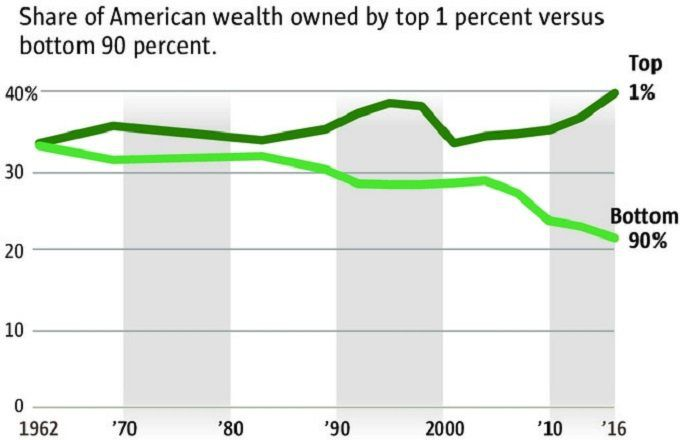 Share of American wealth owned by top 1 percent versus
bottom 90 percent.
Top
1%
40%
30
Bottom
90%
20
10
0
1962 '70 '80 '90 2000 '10 '16